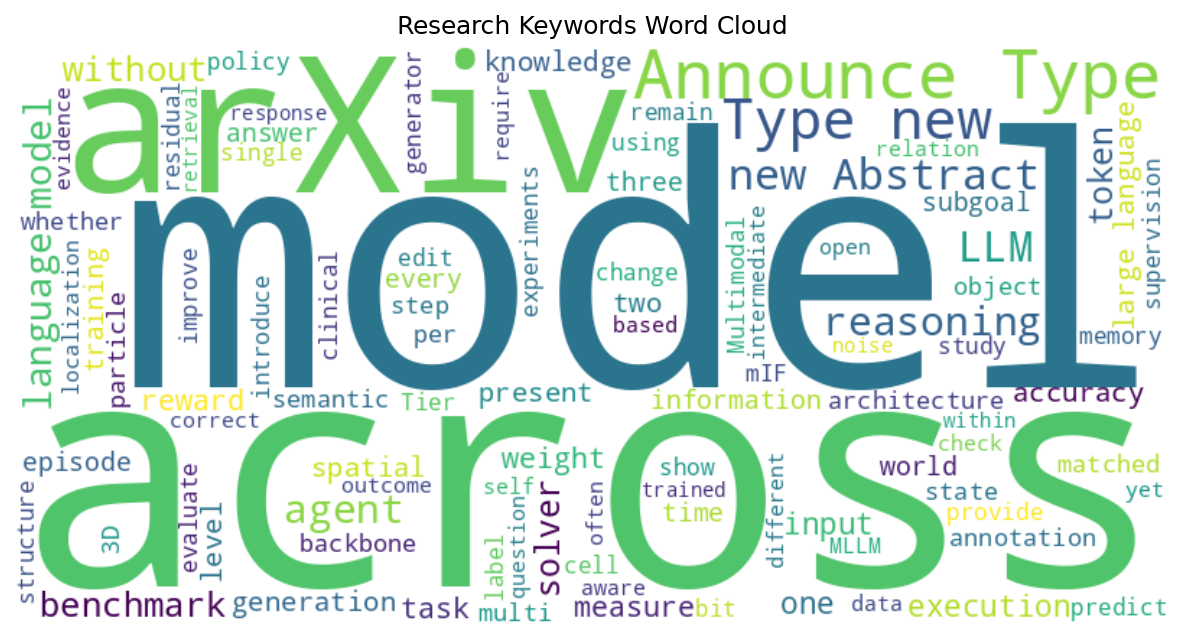 Research Keywords Word Cloud
arXiv
Announce Type
without
policy
knowledge
evidence
residual
retrieval
response
answer
single
generator
require
remain
using
three
Type new
relation
new Abstract
subgoal
token
large language
supervision
language model
whether
model
localization
training
particle
improve
introduce
clinical
edit
every
step
per
experiments
change
two
based
Multimodal
intermediate
open
LLM
object
reasoning
noise
study
memory
mIF
reward
correct
semantic
Tier
present
information
architecture
accuracy
across
within
check
episode
structure
3D
evaluate
level
spatial
outcome
agent
backbone
weight
self
label
question
solver
often
cell
show
trained
time
different
input
MLLM
world
state
provide
annotation
matched
yet
benchmark
generation
task
multi
aware
measure
bit
one
data
execution
predict